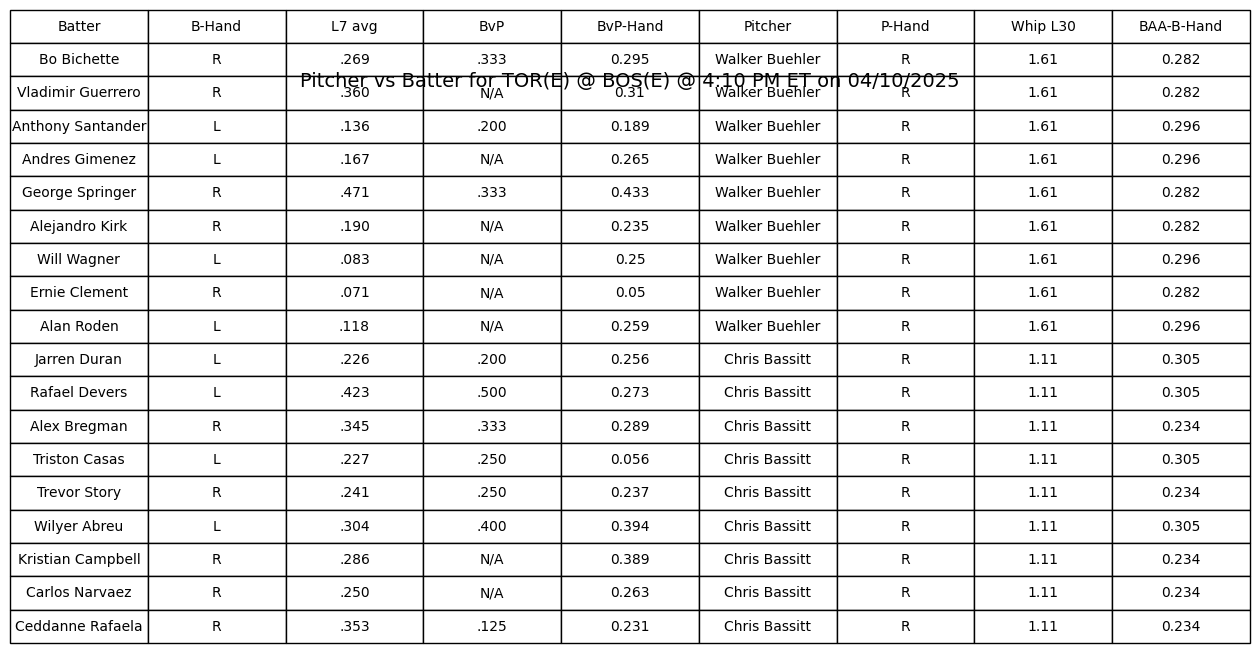 Batter B-Hand L7 avg BvP BvP-Hand Pitcher P-Hand Whip L30 BAA-B-Hand
Bo Bichette R .269 .333 0.295 Walker Buehler R 1.61 0.282
Pitcher vs Batter for TOR(E) @ BOS(E) @ 4:10 PM ET on 04/10/2025
Vladimir Guerrero R .360 N/A 0.31 Walker Buehler R 1.61 0.282
Anthony Santander L .136 .200 0.189 Walker Buehler R 1.61 0.296
Andres Gimenez L .167 N/A 0.265 Walker Buehler R 1.61 0.296
George Springer R .471 .333 0.433 Walker Buehler R 1.61 0.282
Alejandro Kirk R .190 N/A 0.235 Walker Buehler R 1.61 0.282
Will Wagner L .083 N/A 0.25 Walker Buehler R 1.61 0.296
Ernie Clement R .071 N/A 0.05 Walker Buehler R 1.61 0.282
Alan Roden L .118 N/A 0.259 Walker Buehler R 1.61 0.296
Jarren Duran L .226 .200 0.256 Chris Bassitt R 1.11 0.305
Rafael Devers L .423 .500 0.273 Chris Bassitt R 1.11 0.305
Alex Bregman R .345 .333 0.289 Chris Bassitt R 1.11 0.234
Triston Casas L .227 .250 0.056 Chris Bassitt R 1.11 0.305
Trevor Story R .241 .250 0.237 Chris Bassitt R 1.11 0.234
Wilyer Abreu L .304 .400 0.394 Chris Bassitt R 1.11 0.305
Kristian Campbell R .286 N/A 0.389 Chris Bassitt R 1.11 0.234
Carlos Narvaez R .250 N/A 0.263 Chris Bassitt R 1.11 0.234
Ceddanne Rafaela R .353 .125 0.231 Chris Bassitt R 1.11 0.234